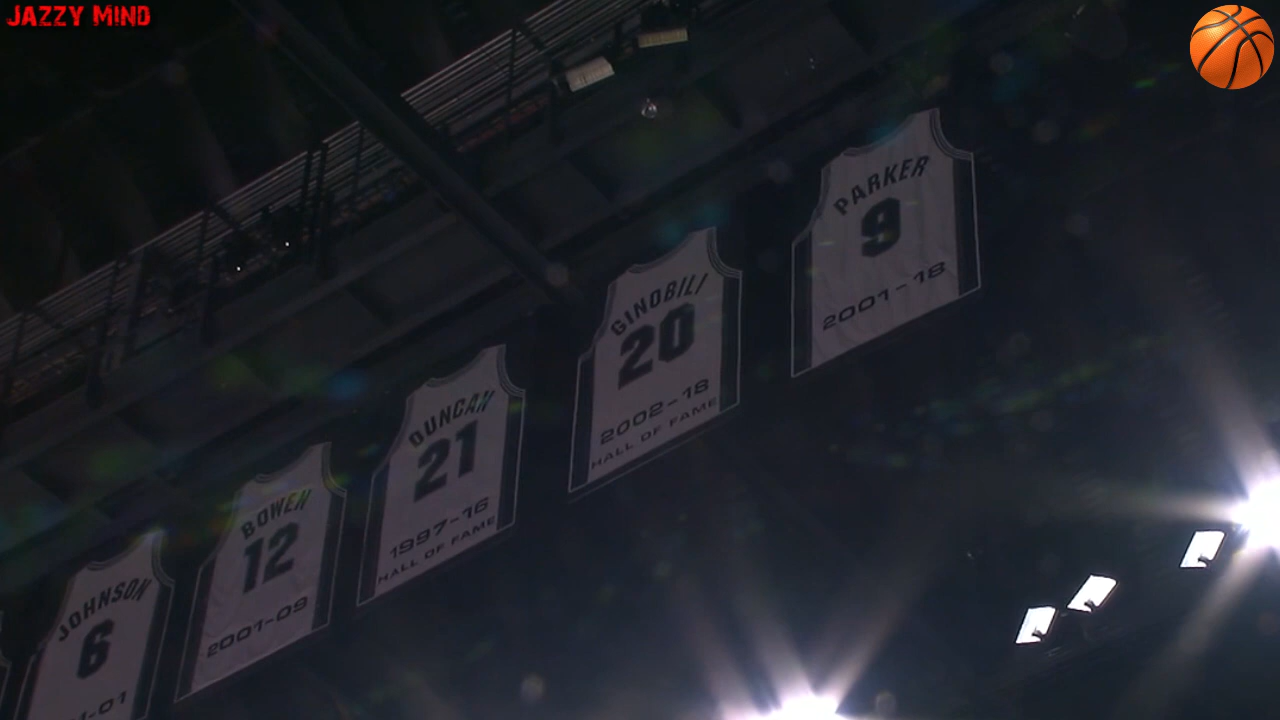 JAZZY MIND
PARKER
9
2001-18
GINOBILI
20
2002-18
HALL OF FAME
DUNCAN
21
1997-16
HALL OF FAME
BOWEN
12
2001-09
JOHNSON
6
-01